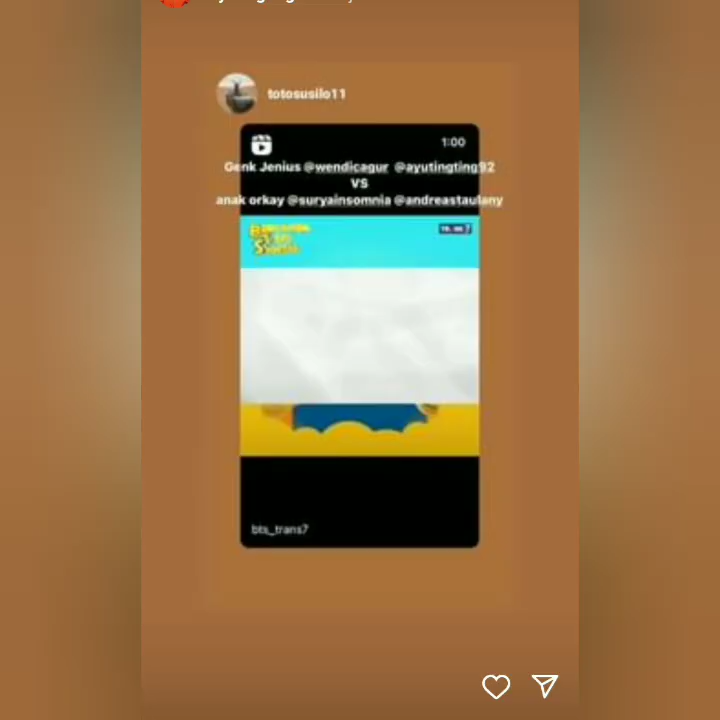 totosusilo11
1:00
Genk Jenius @wendicagur @ayutingting92
VS
anak orkay @suryainsomnia @andreastaulany
bts_trans7